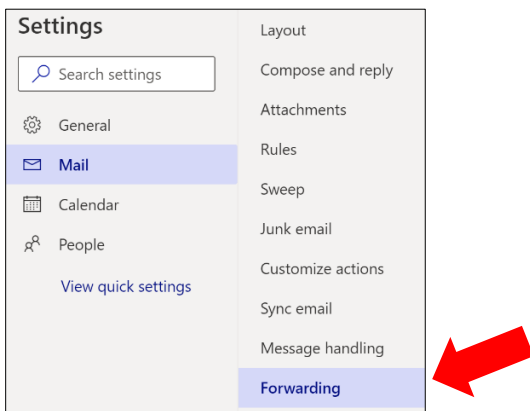 Settings
Search settings
General
Mail
Calendar
People
View quick settings
Layout
Compose and reply
Attachments
Rules
Sweep
Junk email
Customize actions
Sync email
Message handling
Forwarding